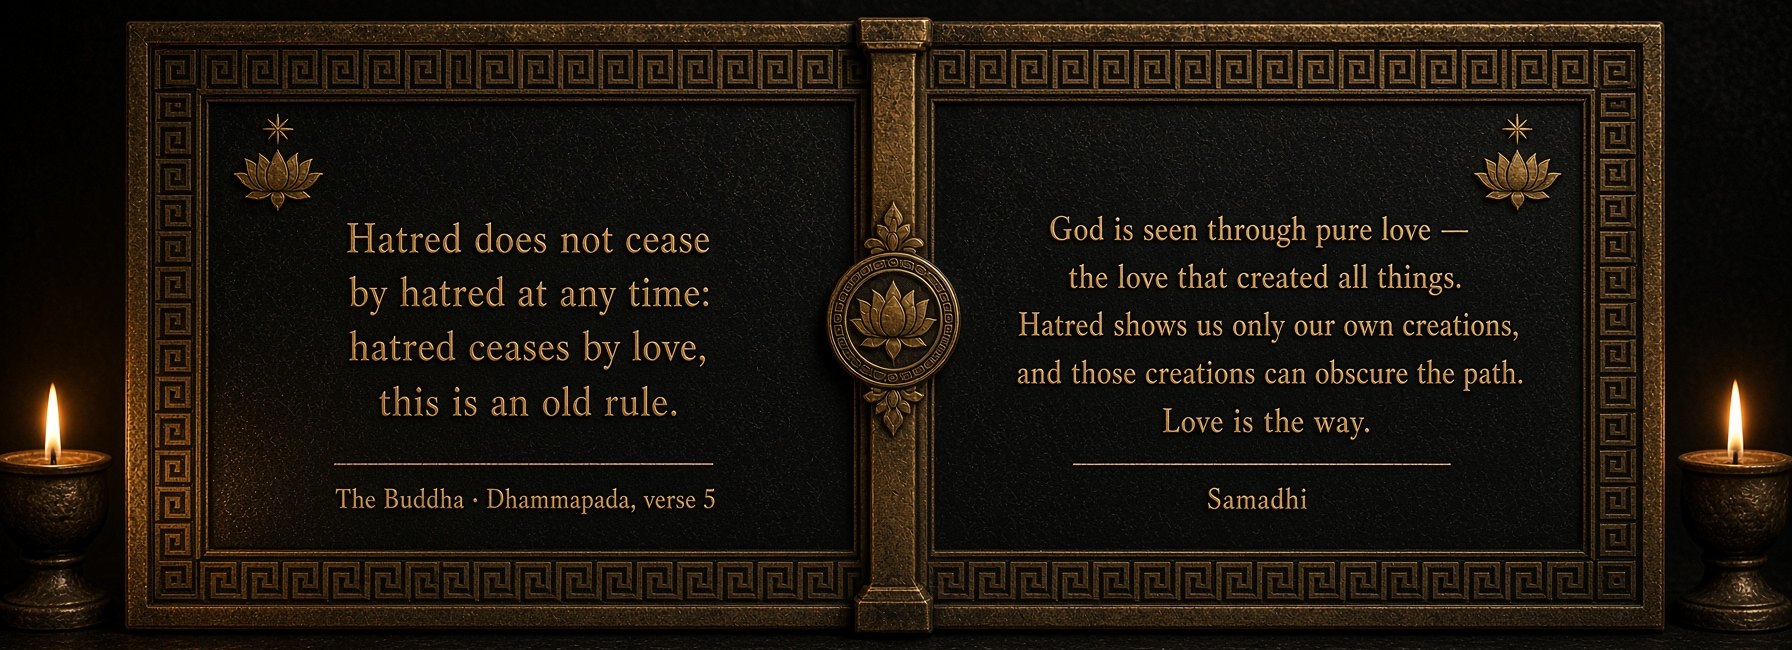 Hatred does not cease
by hatred at any time:
hatred ceases by love,
this is an old rule.
The Buddha · Dhammapada, verse 5
God is seen through pure love —
the love that created all things.
Hatred shows us only our own creations,
and those creations can obscure the path.
Love is the way.
Samadhi